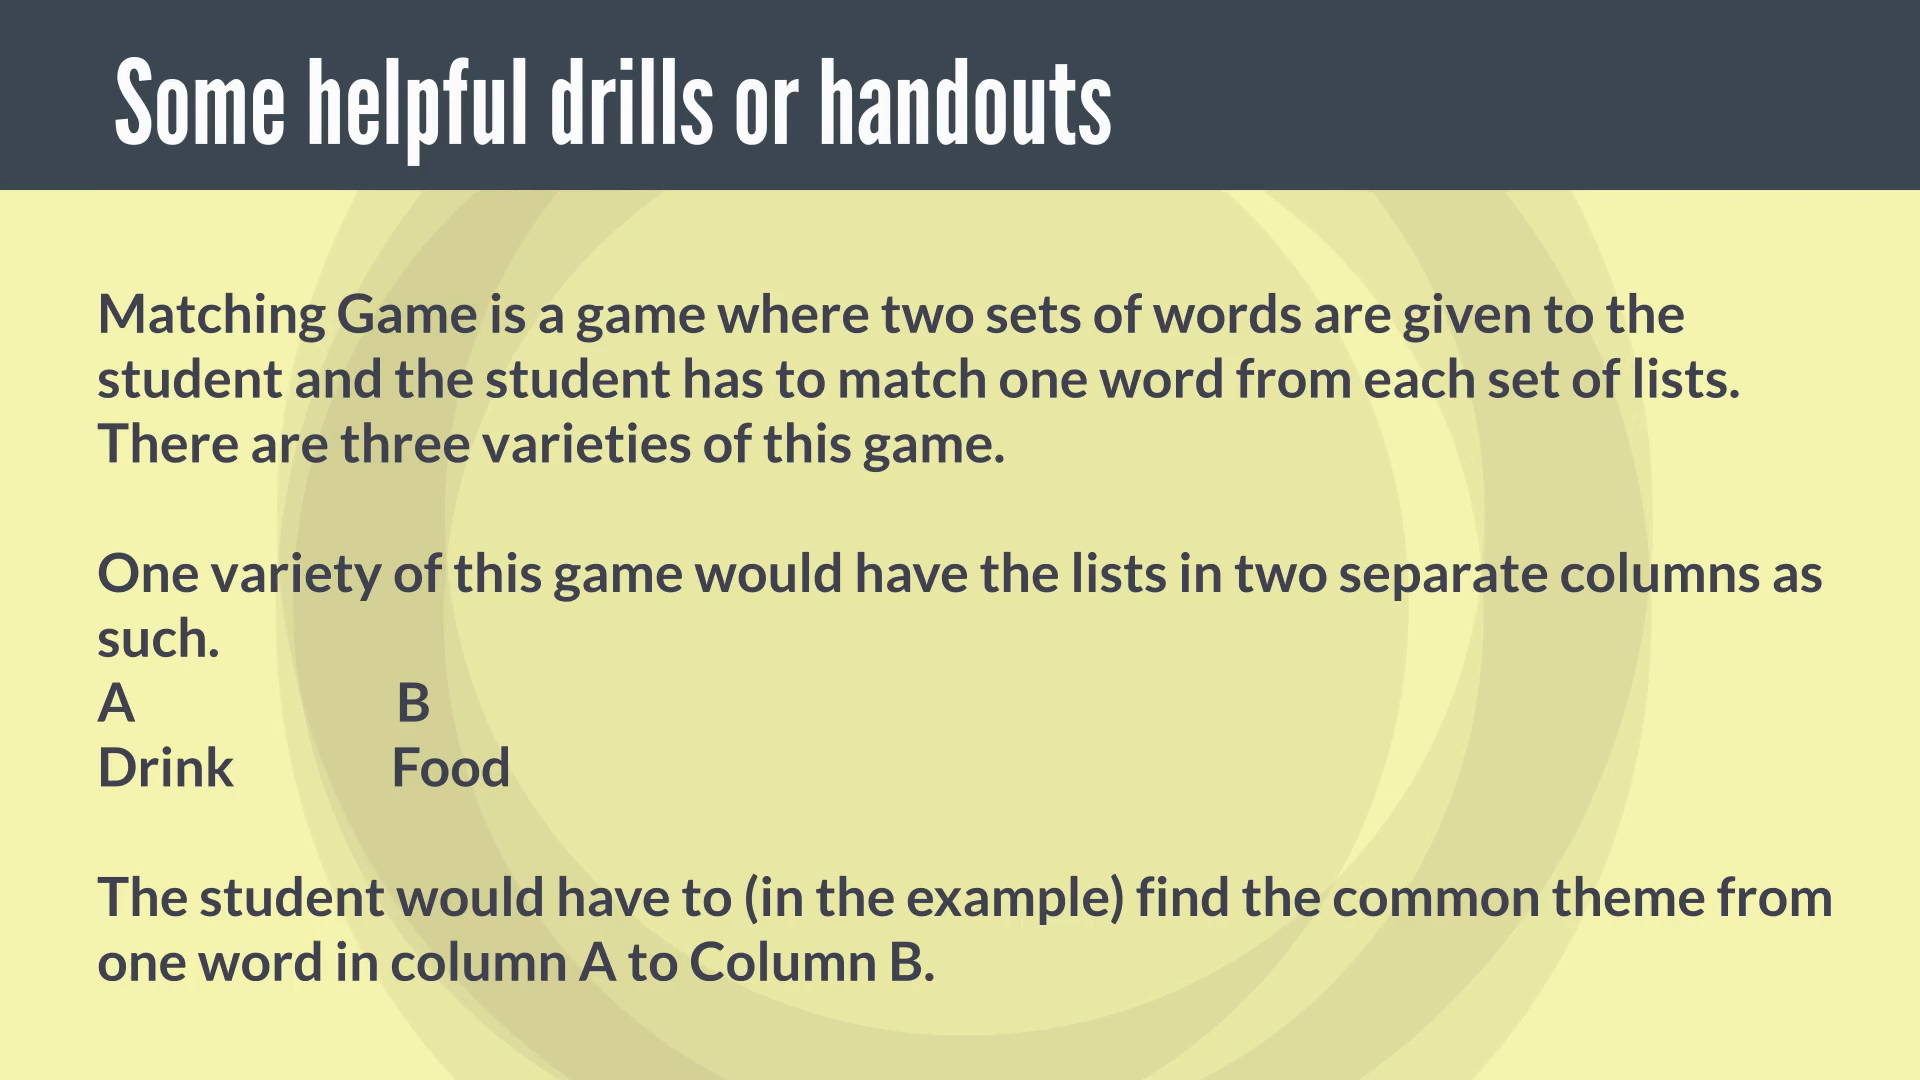 Some helpful drills or handouts
Matching Game is a game where two sets of words are given to the
student and the student has to match one word from each set of lists.
There are three varieties of this game.
One variety of this game would have the lists in two separate columns as
such.
A B
Drink Food
The student would have to (in the example) find the common theme from
one word in column A to Column B.